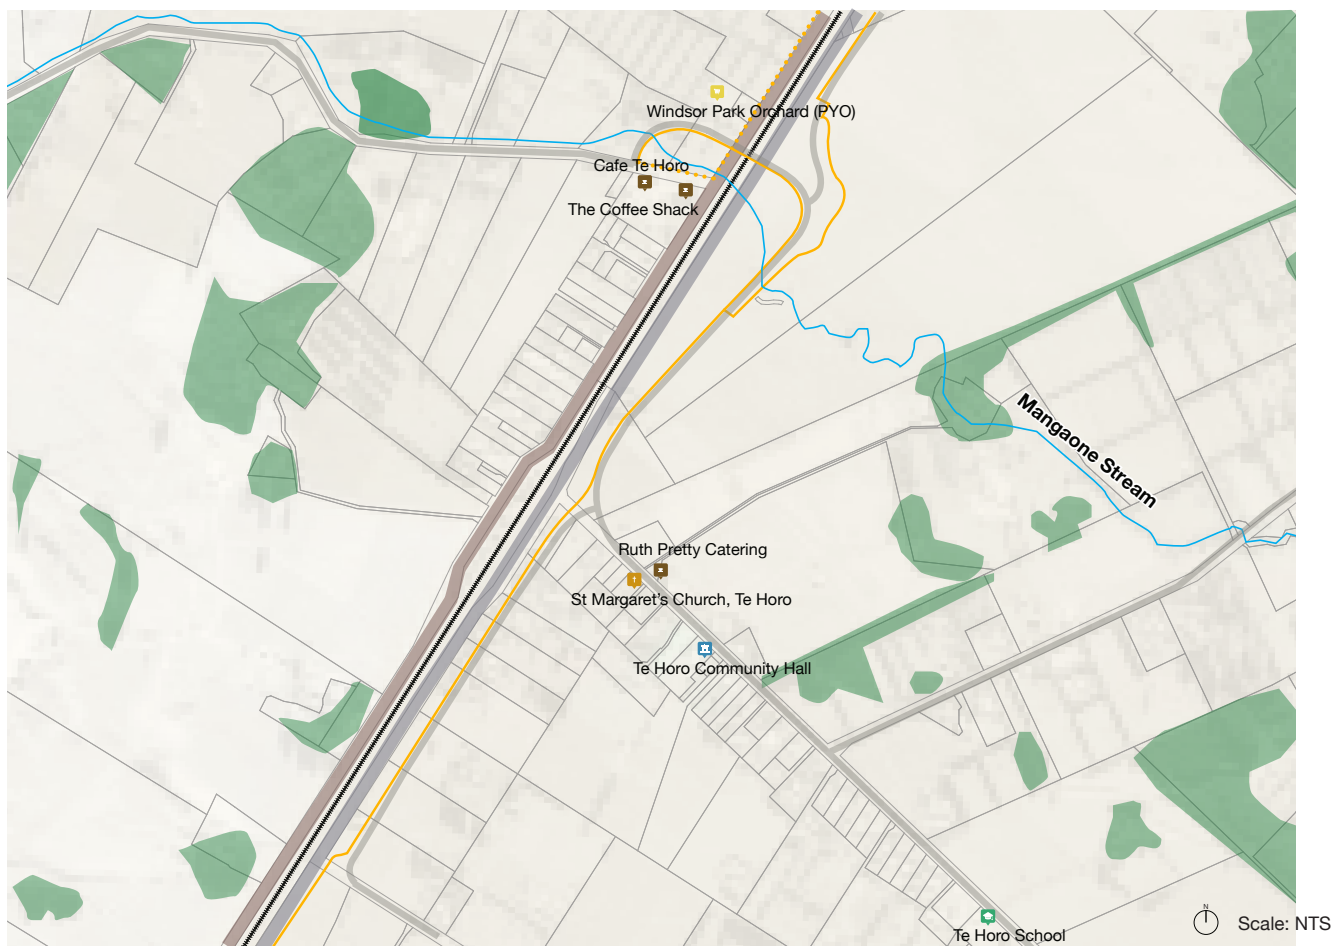 Windsor Park Orchard (PYO)
Cafe Te Horo
The Coffee Shack
Mangaone Stream
Ruth Pretty Catering
St Margaret's Church, Te Horo
Te Horo Community Hall
N
Scale: NTS
Te Horo School